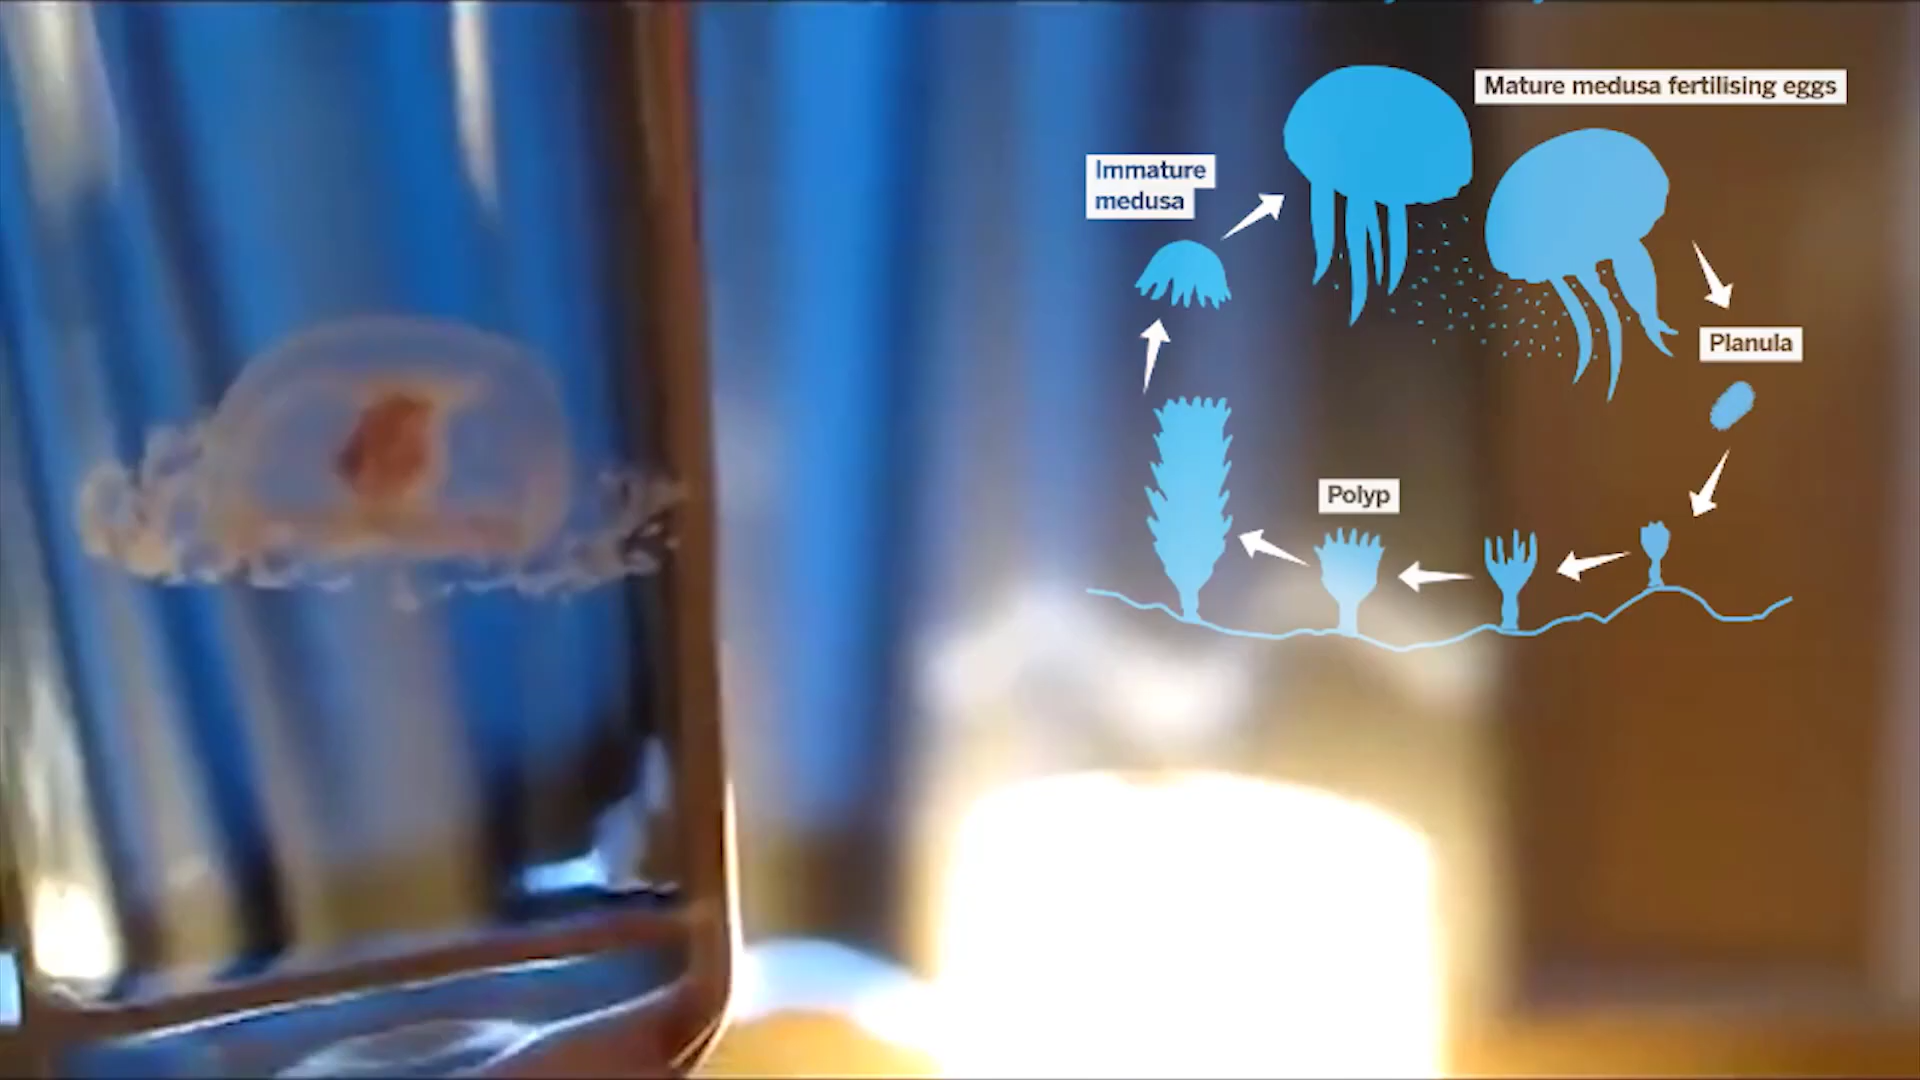 Mature medusa fertilising eggs
Immature
medusa
Planula
Polyp